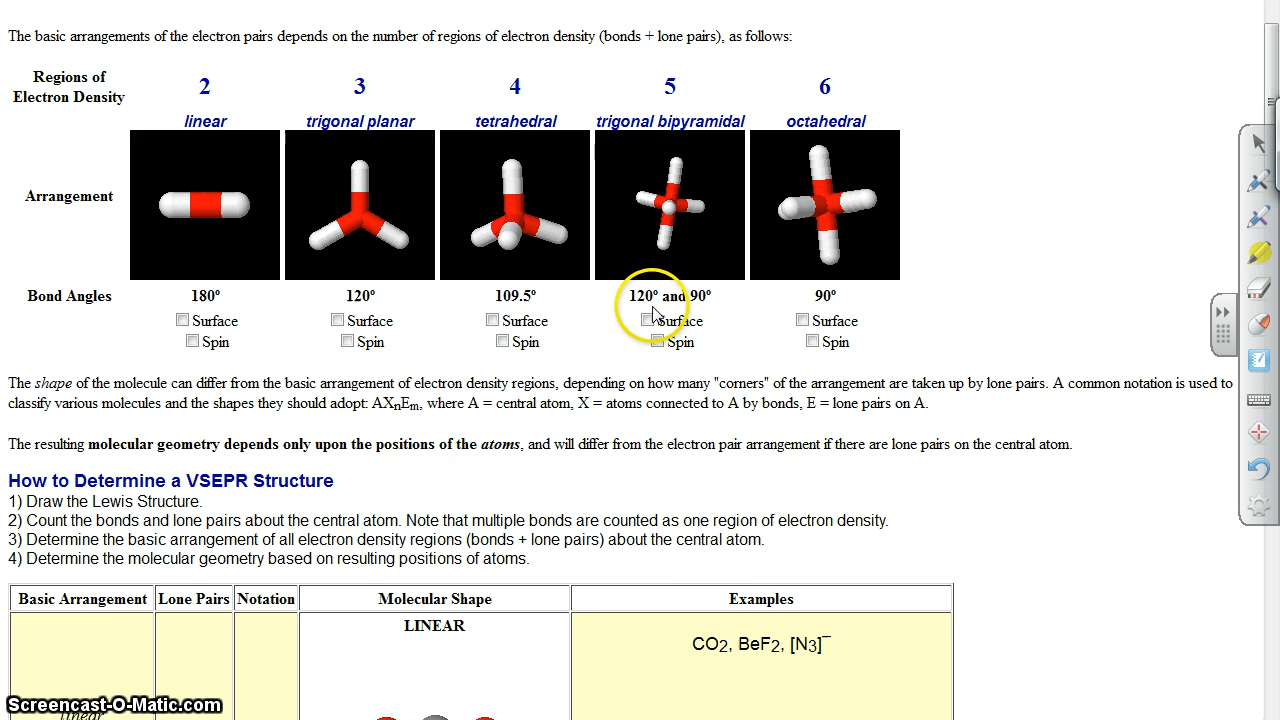 The basic arrangements of the electron pairs depends on the number of regions of electron density (bonds + lone pairs), as follows:
Regions of Electron Density 2 3 4 5 6
linear trigonal planar tetrahedral trigonal bipyramidal octahedral
Arrangement
Bond Angles 180º 120º 109.5º 120º and 90º 90º
Surface Surface Surface Surface Surface
Spin Spin Spin Spin Spin
The shape of the molecule can differ from the basic arrangement of electron density regions, depending on how many "corners" of the arrangement are taken up by lone pairs. A common notation is used to
classify various molecules and the shapes they should adopt: AXnEm, where A = central atom, X = atoms connected to A by bonds, E = lone pairs on A.
The resulting molecular geometry depends only upon the positions of the atoms, and will differ from the electron pair arrangement if there are lone pairs on the central atom.
How to Determine a VSEPR Structure
1) Draw the Lewis Structure.
2) Count the bonds and lone pairs about the central atom. Note that multiple bonds are counted as one region of electron density.
3) Determine the basic arrangement of all electron density regions (bonds + lone pairs) about the central atom.
4) Determine the molecular geometry based on resulting positions of atoms.
Basic Arrangement Lone Pairs Notation Molecular Shape Examples
LINEAR
CO2, BeF2, [N3]¯
Screencast-O-Matic.com
linear